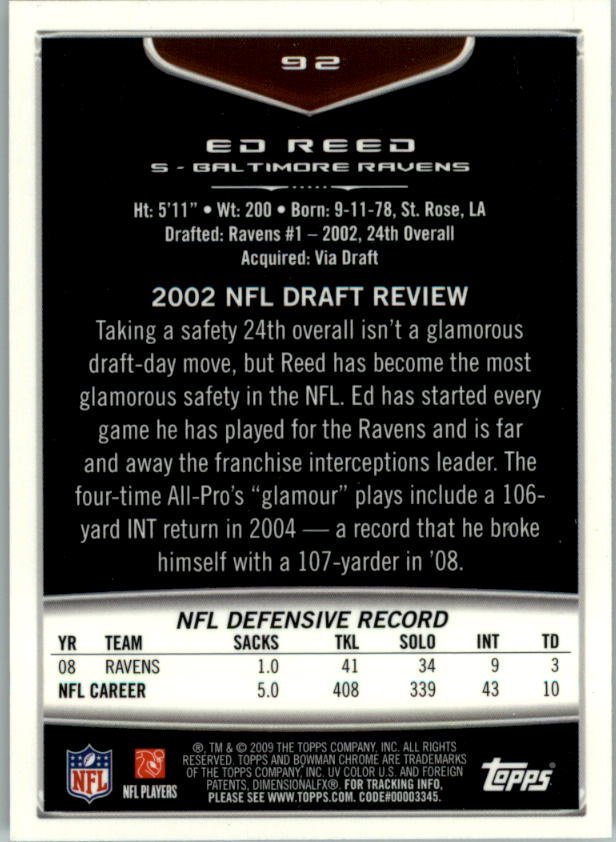 92
ED REED
S - BALTIMORE RAVENS
Ht: 5'11" • Wt: 200 • Born: 9-11-78, St. Rose, LA
Drafted: Ravens #1 – 2002, 24th Overall
Acquired: Via Draft
2002 NFL DRAFT REVIEW
Taking a safety 24th overall isn't a glamorous
draft-day move, but Reed has become the most
glamorous safety in the NFL. Ed has started every
game he has played for the Ravens and is far
and away the franchise interceptions leader. The
four-time All-Pro's "glamour" plays include a 106-
yard INT return in 2004 — a record that he broke
himself with a 107-yarder in '08.
NFL DEFENSIVE RECORD
YR TEAM SACKS TKL SOLO INT TD
08 RAVENS 1.0 41 34 9 3
NFL CAREER 5.0 408 339 43 10
®, TM & © 2009 THE TOPPS COMPANY, INC. ALL RIGHTS
RESERVED. TOPPS AND BOWMAN CHROME ARE TRADEMARKS
OF THE TOPPS COMPANY, INC. UV COLOR U.S. AND FOREIGN
PATENTS, DIMENSIONALFX®. FOR TRACKING INFO,
PLEASE SEE WWW.TOPPS.COM. CODE#00003345.
NFL
NFL PLAYERS
Topps®